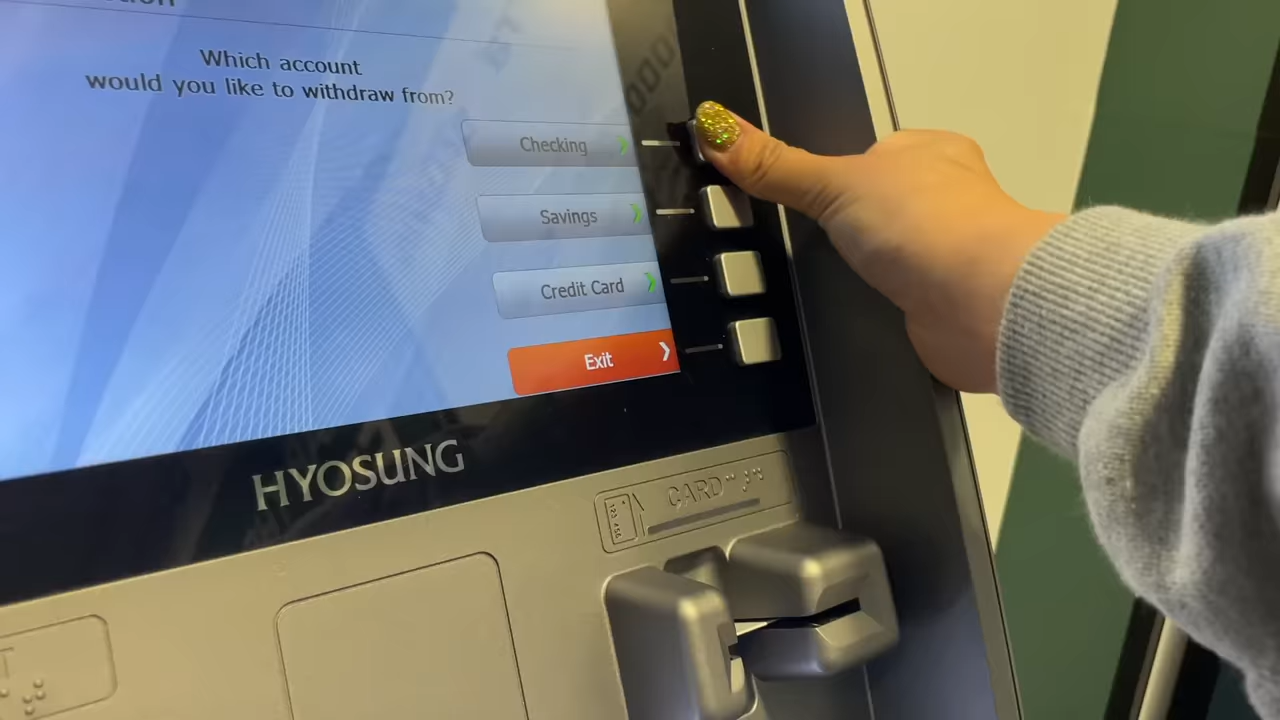 Which account
would you like to withdraw from?
Checking
Savings
Credit Card
Exit
HYOSUNG
CARD